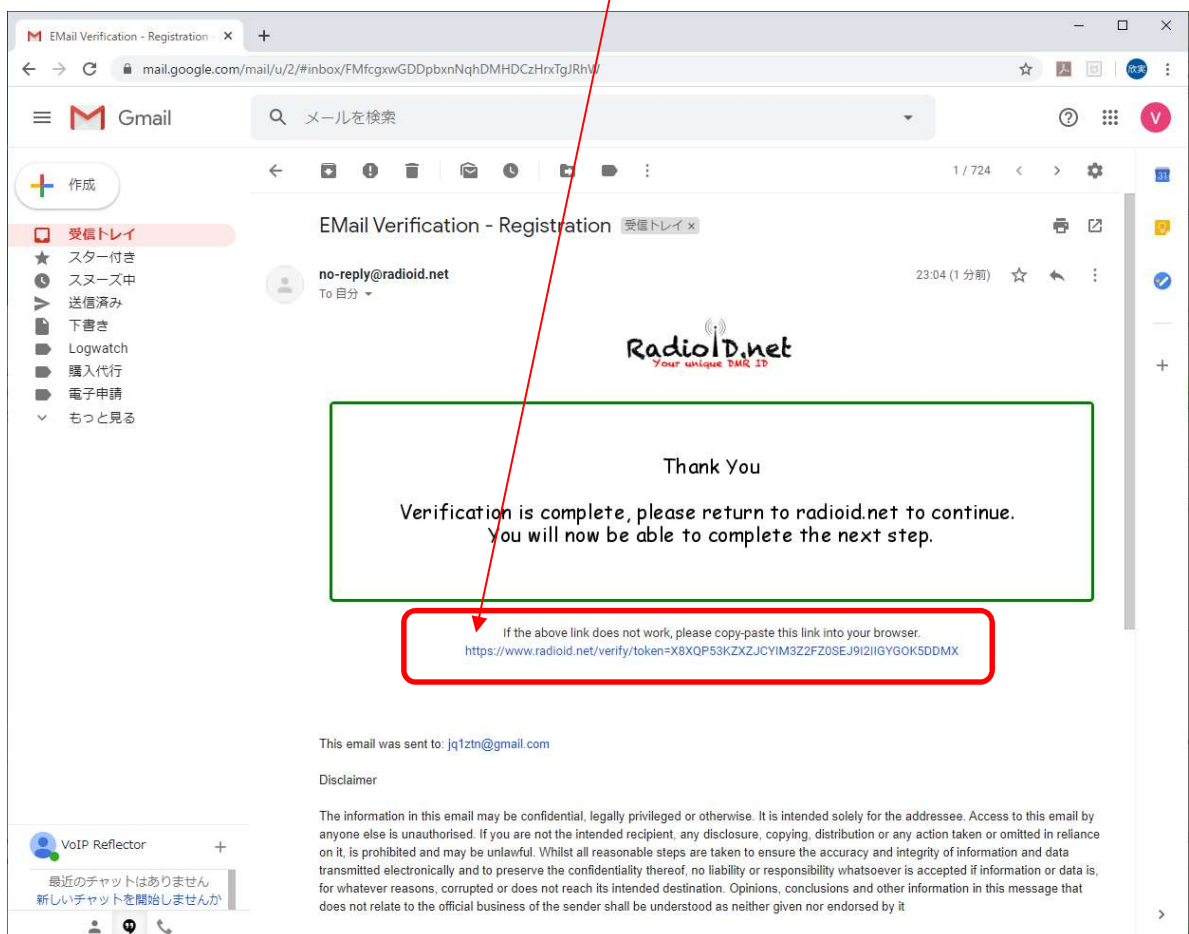 EMail Verification - Registration
mail.google.com/mail/u/2/#inbox/FMfcgxwGDDpbxnNqhDMHDCzHrxTgJRhW
欣実
Gmail
メールを検索
V
作成
1 / 724
31
受信トレイ
スター付き
スヌーズ中
送信済み
下書き
Logwatch
購入代行
電子申請
もっと見る
EMail Verification - Registration 受信トレイ ×
no-reply@radioid.net
23:04 (1 分前)
To 自分
RadioID.net
Your unique DMR ID
Thank You
Verification is complete, please return to radioid.net to continue.
You will now be able to complete the next step.
If the above link does not work, please copy-paste this link into your browser.
https://www.radioid.net/verify/token=X8XQP53KZXZJCYIM3Z2FZ0SEJ9I2IIGYGOK5DDMX
This email was sent to: jq1ztn@gmail.com
Disclaimer
The information in this email may be confidential, legally privileged or otherwise. It is intended solely for the addressee. Access to this email by
anyone else is unauthorised. If you are not the intended recipient, any disclosure, copying, distribution or any action taken or omitted in reliance
on it, is prohibited and may be unlawful. Whilst all reasonable steps are taken to ensure the accuracy and integrity of information and data
transmitted electronically and to preserve the confidentiality thereof, no liability or responsibility whatsoever is accepted if information or data is,
for whatever reasons, corrupted or does not reach its intended destination. Opinions, conclusions and other information in this message that
does not relate to the official business of the sender shall be understood as neither given nor endorsed by it
VoIP Reflector
最近のチャットはありません
新しいチャットを開始しませんか